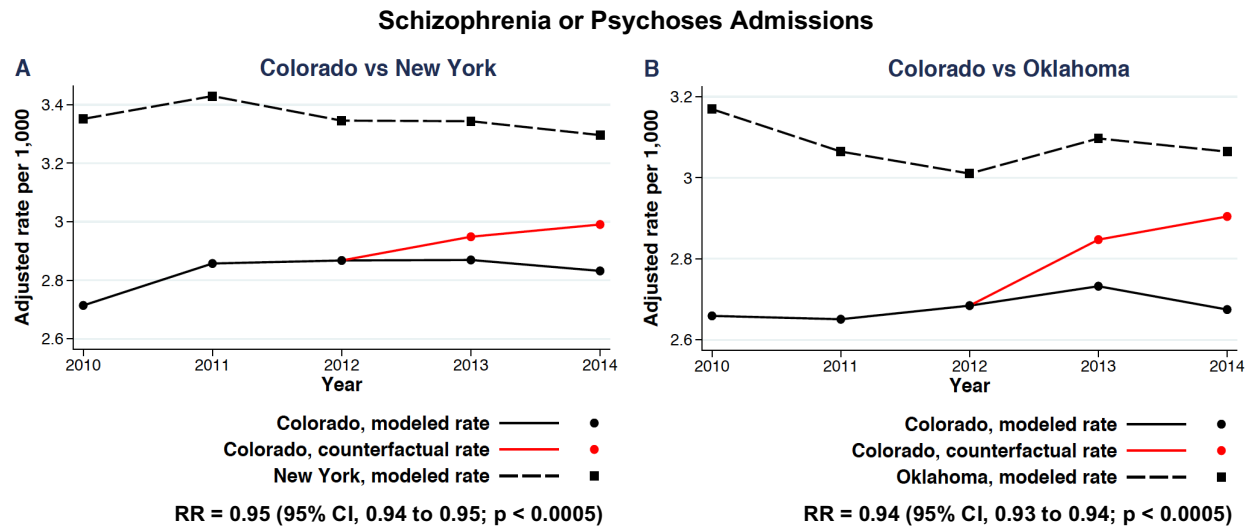 Schizophrenia or Psychoses Admissions
A
Colorado vs New York
Adjusted rate per 1,000
3.4
3.2
3
2.8
2.6
2010 2011 2012 2013 2014
Year
Colorado, modeled rate
Colorado, counterfactual rate
New York, modeled rate
RR = 0.95 (95% CI, 0.94 to 0.95; p < 0.0005)
B
Colorado vs Oklahoma
Adjusted rate per 1,000
3.2
3
2.8
2.6
2010 2011 2012 2013 2014
Year
Colorado, modeled rate
Colorado, counterfactual rate
Oklahoma, modeled rate
RR = 0.94 (95% CI, 0.93 to 0.94; p < 0.0005)